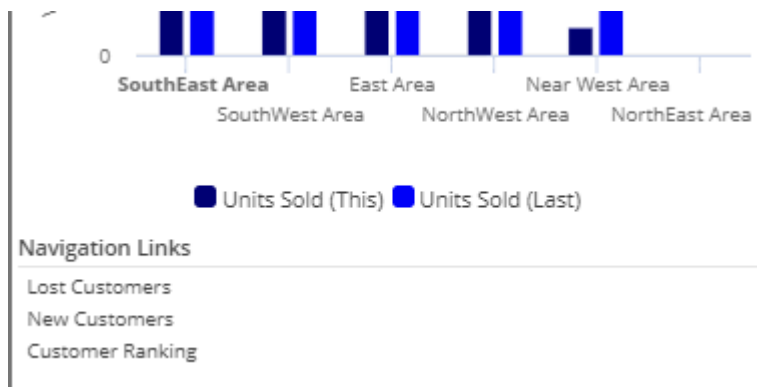 0
SouthEast Area East Area Near West Area
SouthWest Area NorthWest Area NorthEast Area
Units Sold (This) Units Sold (Last)
Navigation Links
Lost Customers
New Customers
Customer Ranking